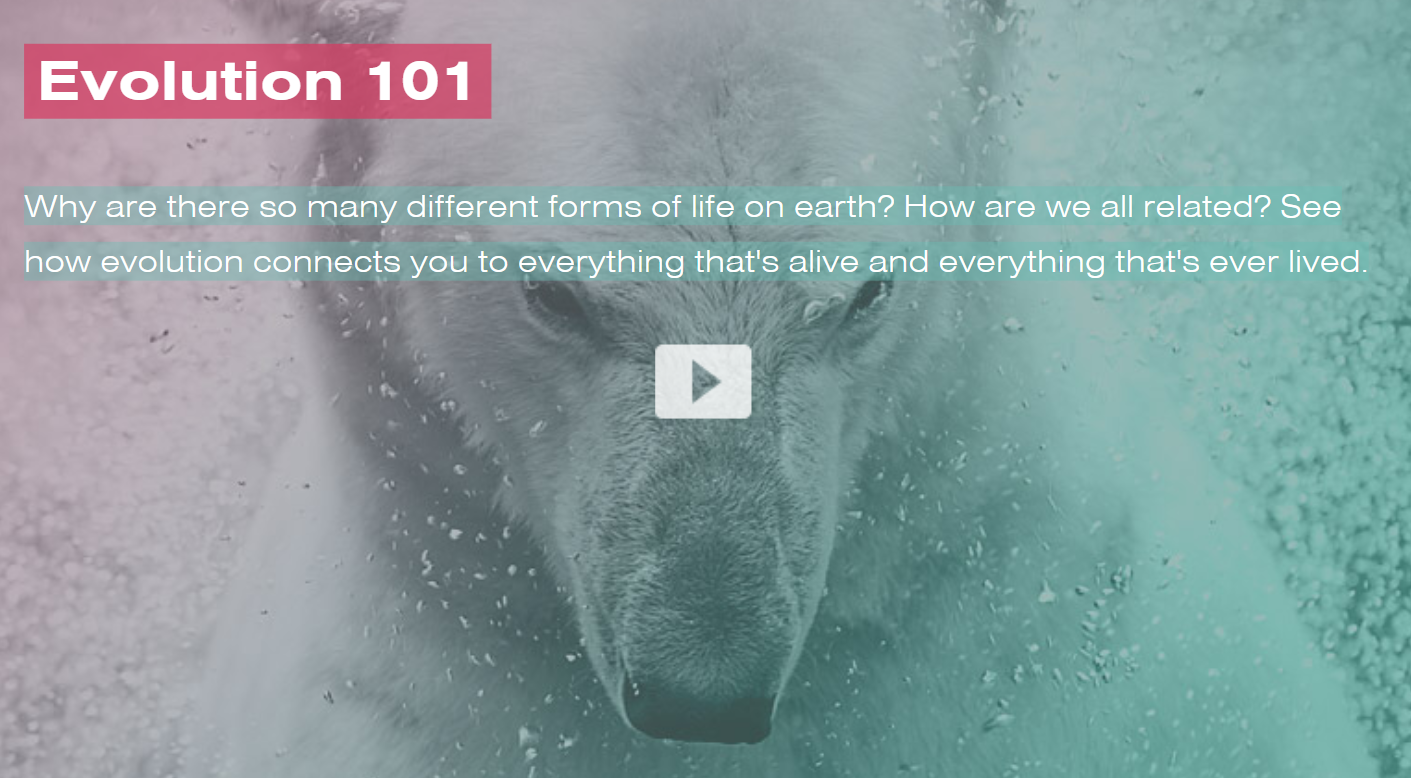 Evolution 101
Why are there so many different forms of life on earth? How are we all related? See
how evolution connects you to everything that's alive and everything that's ever lived.